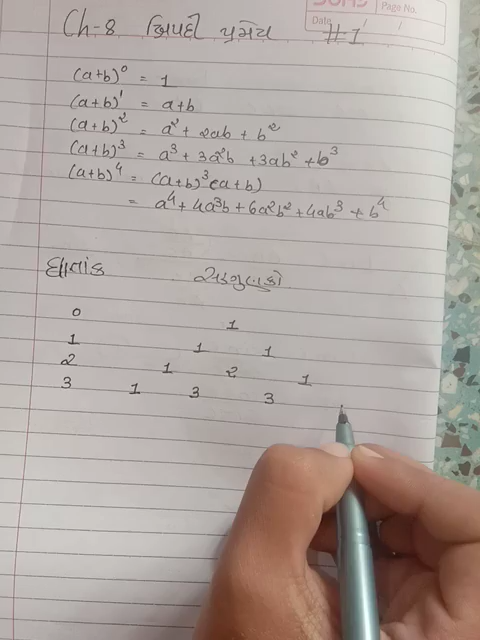 Page No.
Date
1
Ch-8 દ્વિપદી પ્રમેય #1
(a+b)⁰ = 1
(a+b)¹ = a+b
(a+b)² = a² + 2ab + b²
(a+b)³ = a³ + 3a²b + 3ab² + b³
(a+b)⁴ = (a+b)³(a+b)
= a⁴ + 4a³b + 6a²b² + 4ab³ + b⁴
ઘાતાંક સહગુણકો
0 1
1 1 1
2 1 2 1
3 1 3 3